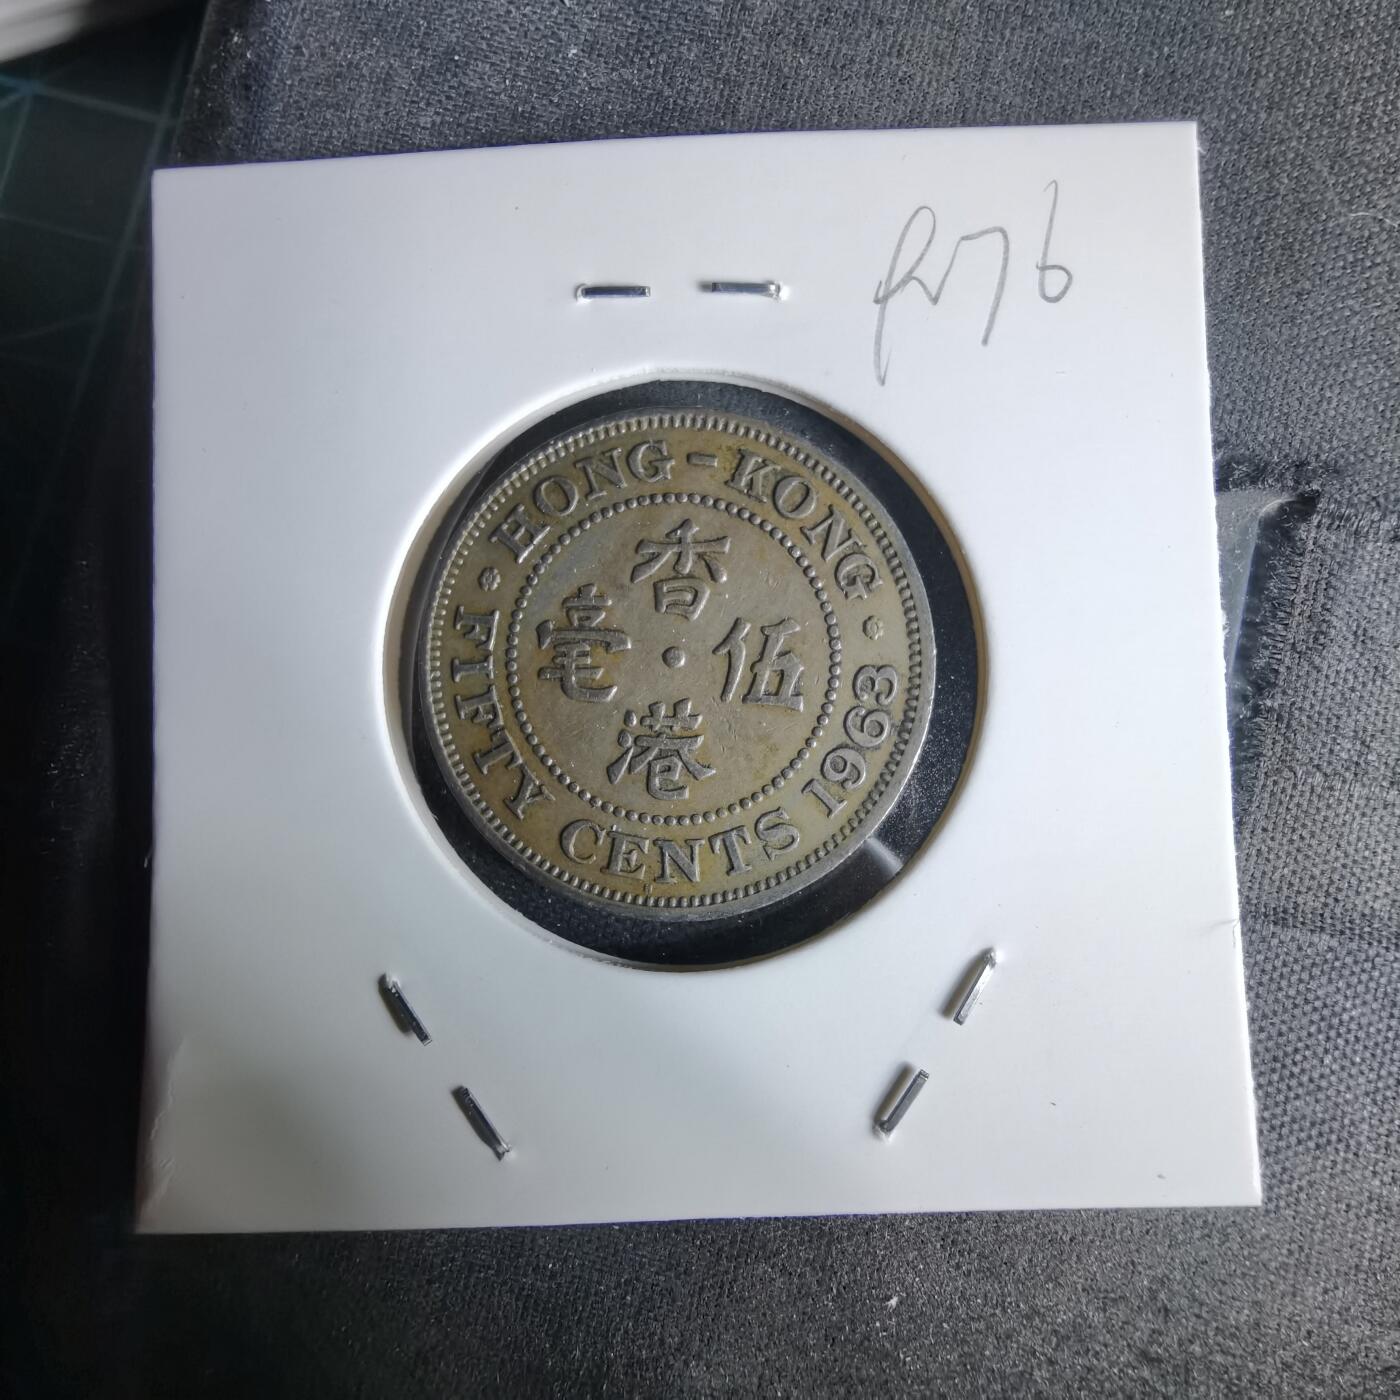 HONG-KONG
香
毫 伍
港
FIFTY CENTS 1963